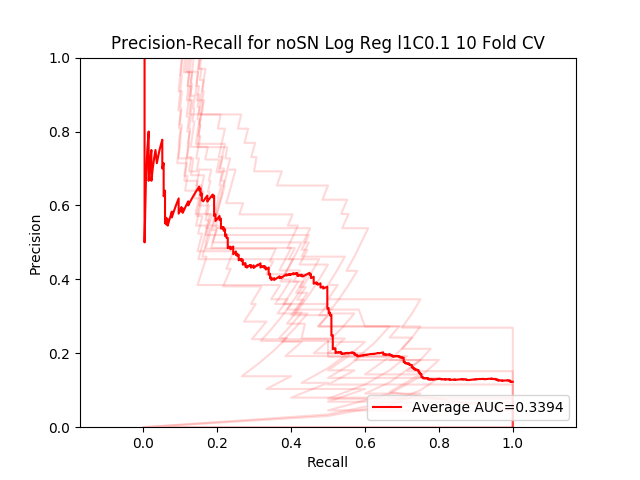 Precision-Recall for noSN Log Reg l1C0.1 10 Fold CV
1.0
0.8
0.6
0.4
0.2
0.0
Precision
0.0 0.2 0.4 0.6 0.8 1.0
Recall
Average AUC=0.3394